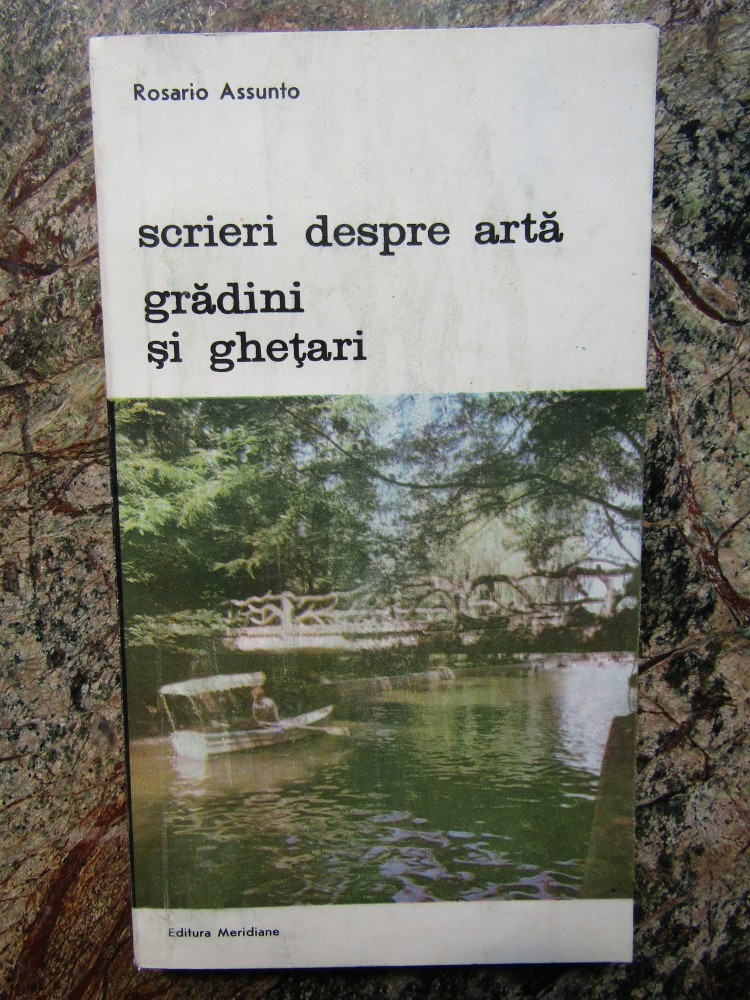 Rosario Assunto
scrieri despre artă
grădini
şi gheţari
Editura Meridiane